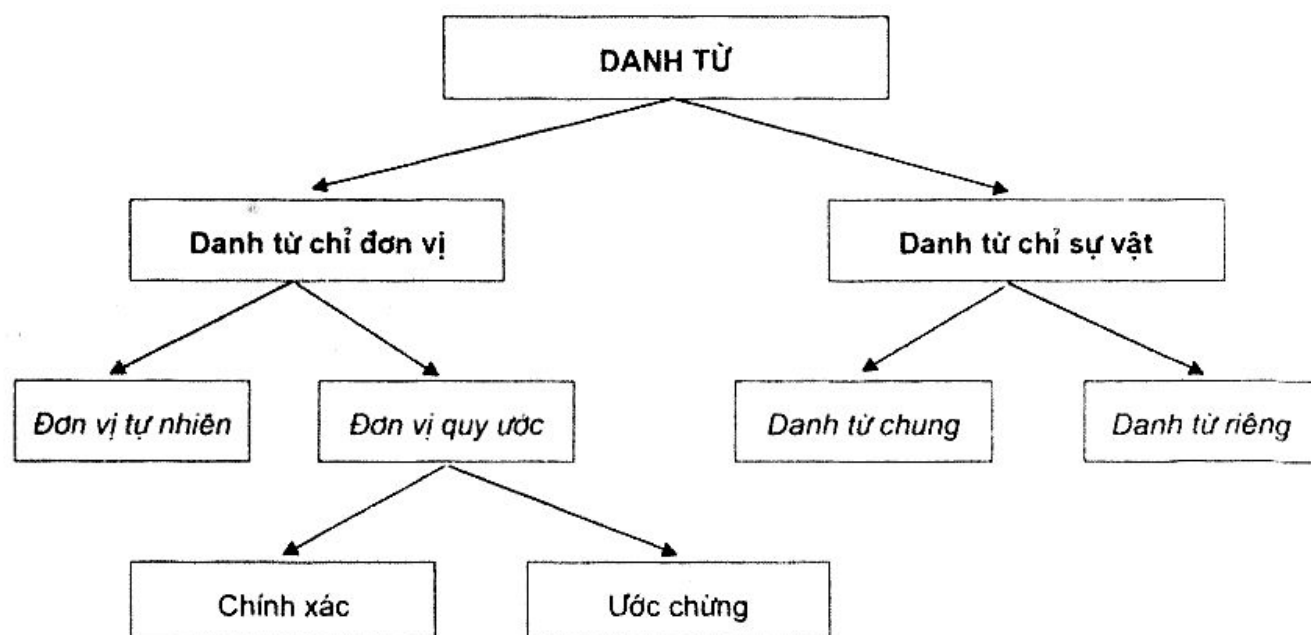 DANH TỪ
Danh từ chỉ đơn vị
Danh từ chỉ sự vật
Đơn vị tự nhiên
Đơn vị quy ước
Danh từ chung
Danh từ riêng
Chính xác
Ước chừng